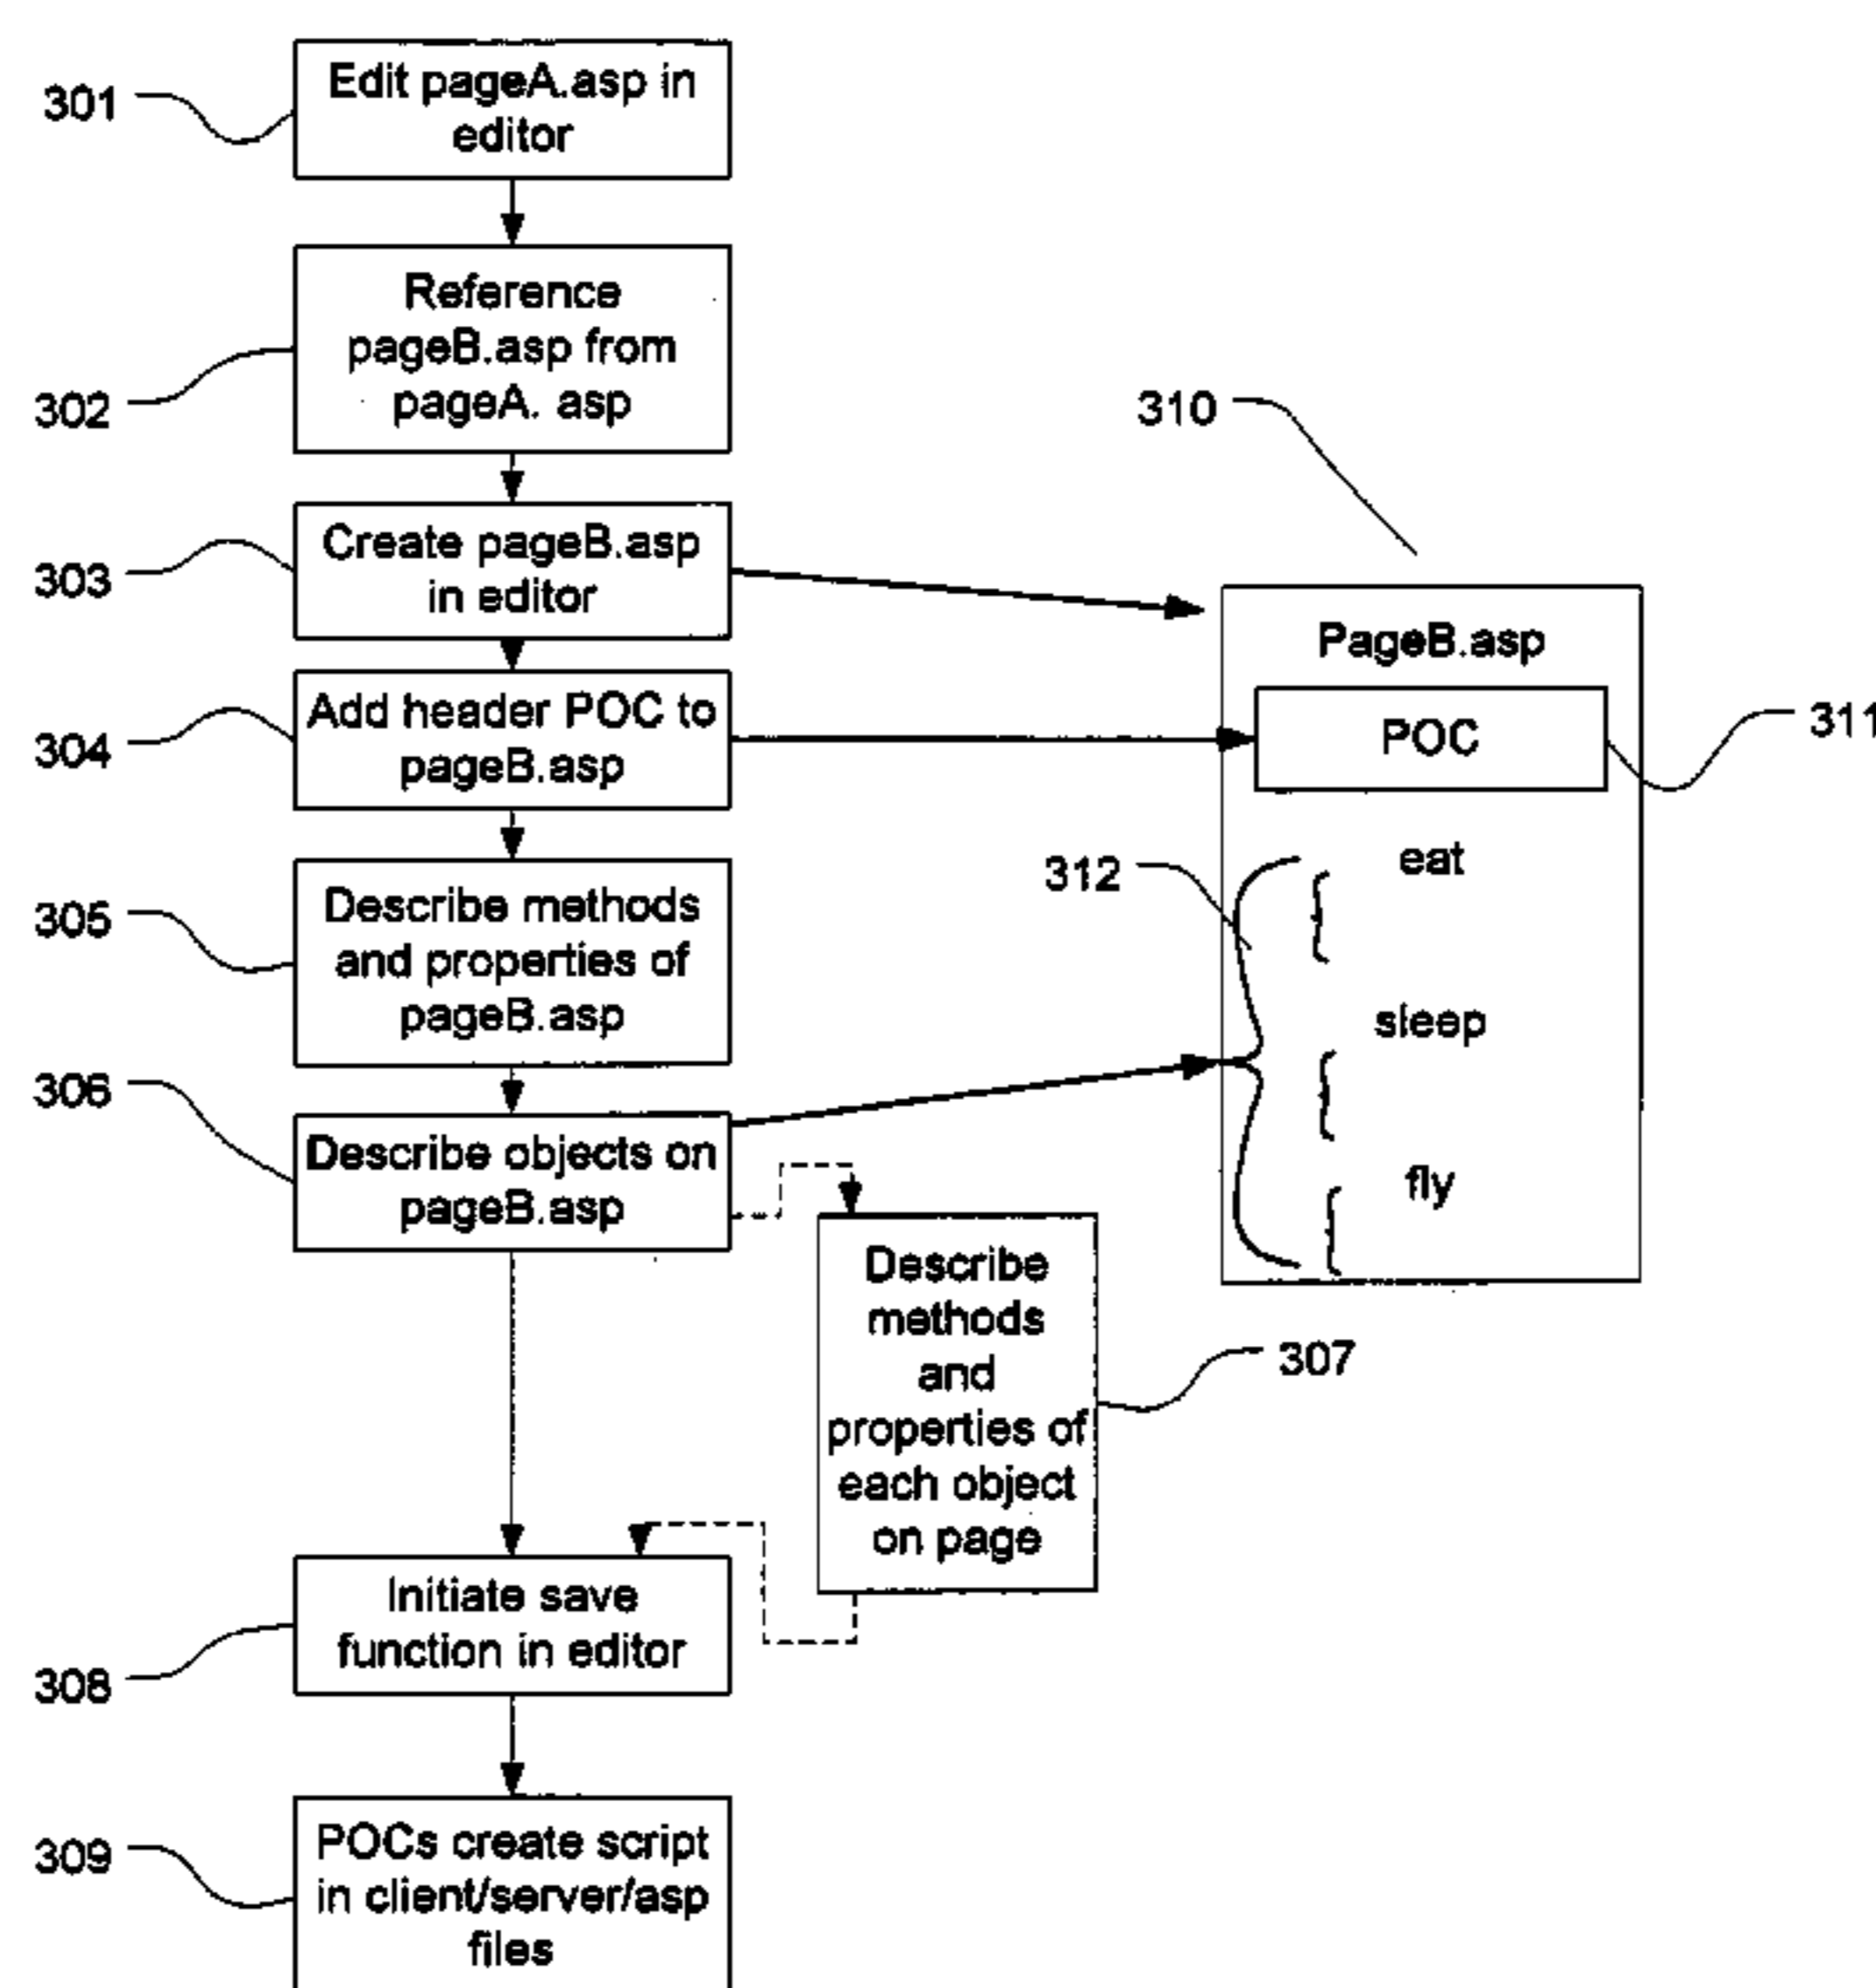 301
Edit pageA.asp in
editor
302
Reference
pageB.asp from
pageA. asp
303
Create pageB.asp
in editor
304
Add header POC to
pageB.asp
305
Describe methods
and properties of
pageB.asp
306
Describe objects on
pageB.asp
307
Describe
methods
and
properties of
each object
on page
308
Initiate save
function in editor
309
POCs create script
in client/server/asp
files
310
PageB.asp
POC
311
312
eat
{
sleep
{
fly
{